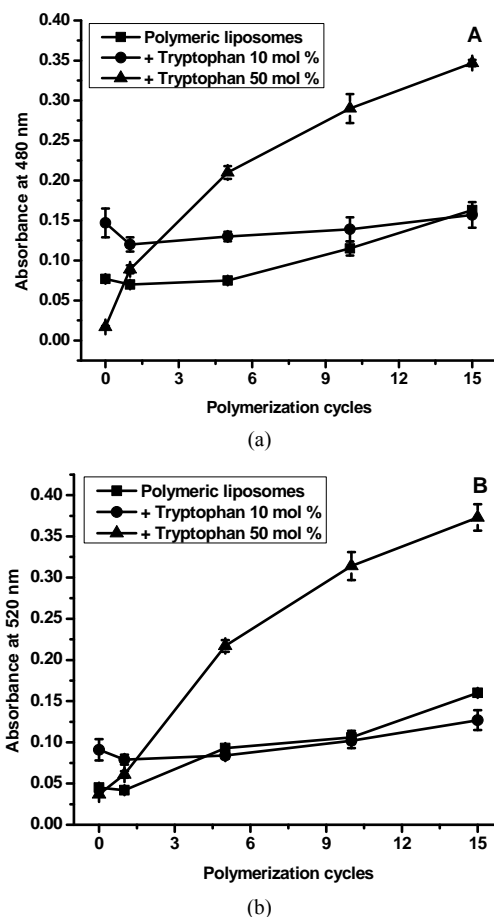 Polymeric liposomes
+ Tryptophan 10 mol %
+ Tryptophan 50 mol %
A
0.40
0.35
0.30
0.25
0.20
0.15
0.10
0.05
0.00
Absorbance at 480 nm
0 3 6 9 12 15
Polymerization cycles
(a)
Polymeric liposomes
+ Tryptophan 10 mol %
+ Tryptophan 50 mol %
B
0.40
0.35
0.30
0.25
0.20
0.15
0.10
0.05
0.00
Absorbance at 520 nm
0 3 6 9 12 15
Polymerization cycles
(b)